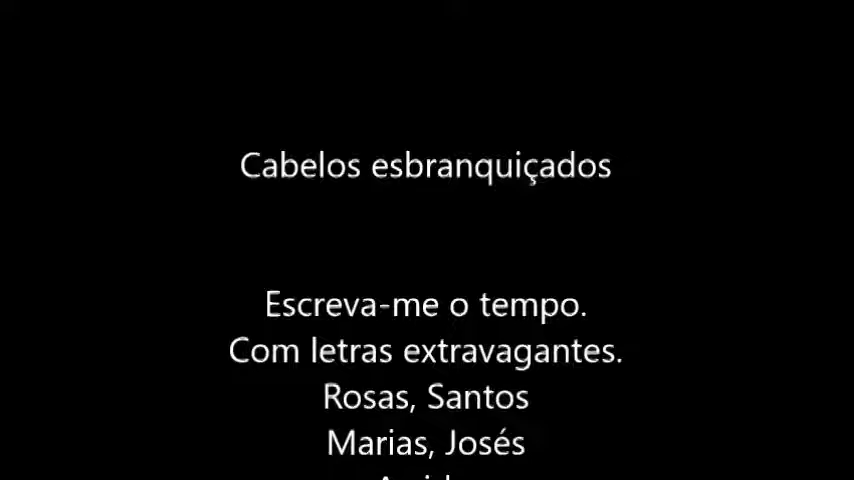 Cabelos esbranquiçados
Escreva-me o tempo.
Com letras extravagantes.
Rosas, Santos
Marias, Josés